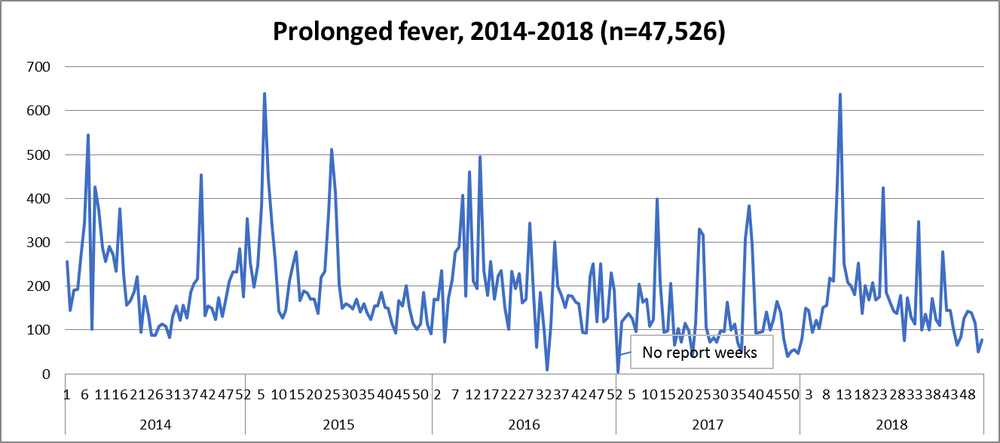 Prolonged fever, 2014-2018 (n=47,526)
700
600
500
400
300
200
100
0
No report weeks
1 6 11 16 21 26 31 37 42 47 52 5 10 15 20 25 30 35 40 45 50 2 7 12 17 22 27 32 37 42 47 52 5 10 15 20 25 30 35 40 45 50 3 8 13 18 23 28 33 38 43 48
2014 2015 2016 2017 2018